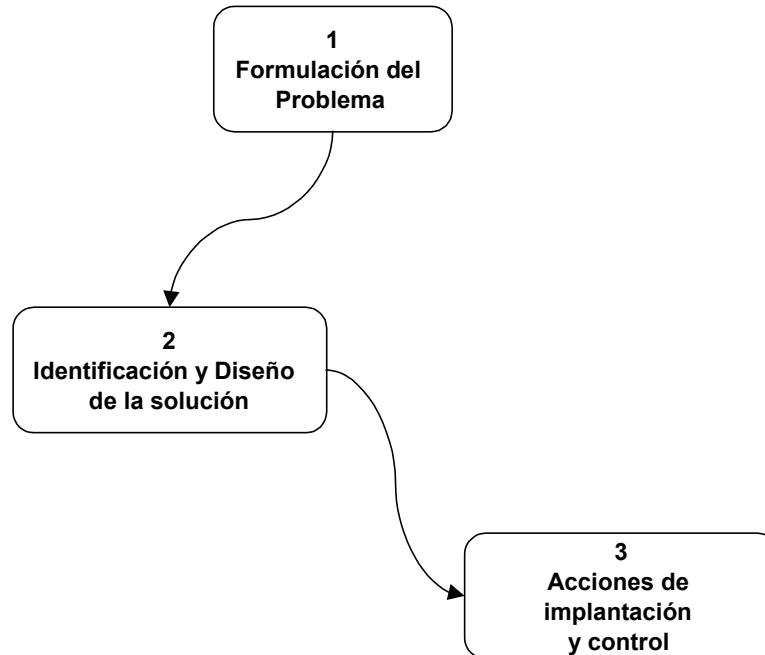 1
Formulación del
Problema
2
Identificación y Diseño
de la solución
3
Acciones de
implantación
y control